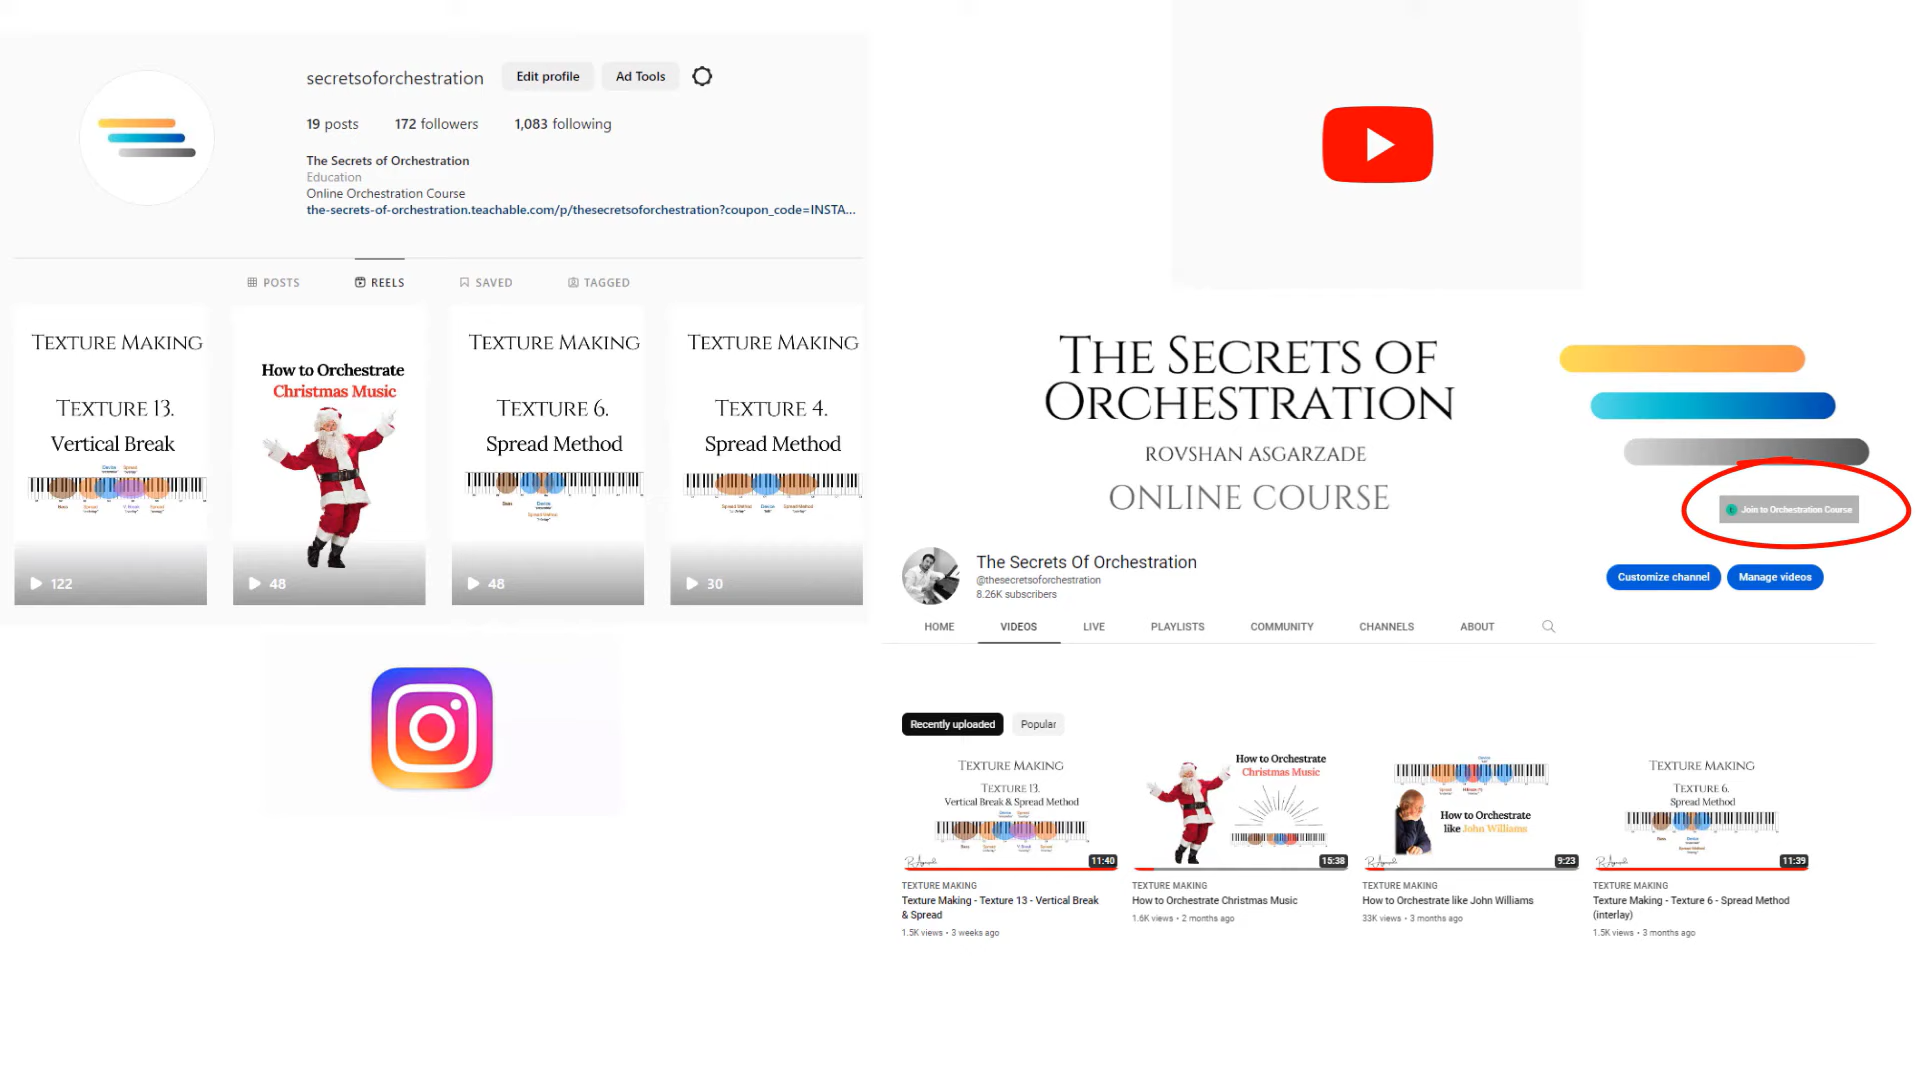 secretsoforchestration
Edit profile
Ad Tools
19 posts
172 followers
1,083 following
The Secrets of Orchestration
Education
Online Orchestration Course
the-secrets-of-orchestration.teachable.com/p/thesecretsoforchestration?coupon_code=INSTA...
POSTS
REELS
SAVED
TAGGED
TEXTURE MAKING
TEXTURE 13.
Vertical Break
122
How to Orchestrate
Christmas Music
48
TEXTURE MAKING
TEXTURE 6.
Spread Method
48
TEXTURE MAKING
TEXTURE 4.
Spread Method
30
THE SECRETS OF
ORCHESTRATION
ROVSHAN ASGARZADE
ONLINE COURSE
Join to Orchestration Course
The Secrets Of Orchestration
@thesecretsoforchestration
8.26K subscribers
Customize channel
Manage videos
HOME
VIDEOS
LIVE
PLAYLISTS
COMMUNITY
CHANNELS
ABOUT
Recently uploaded
Popular
TEXTURE MAKING
TEXTURE 13.
Vertical Break & Spread Method
11:40
TEXTURE MAKING
Texture Making - Texture 13 - Vertical Break
& Spread
1.5K views • 3 weeks ago
How to Orchestrate
Christmas Music
15:38
TEXTURE MAKING
How to Orchestrate Christmas Music
1.6K views • 2 months ago
How to Orchestrate
like John Williams
9:23
TEXTURE MAKING
How to Orchestrate like John Williams
33K views • 3 months ago
TEXTURE MAKING
TEXTURE 6.
Spread Method
11:39
TEXTURE MAKING
Texture Making - Texture 6 - Spread Method
(interlay)
1.5K views • 3 months ago